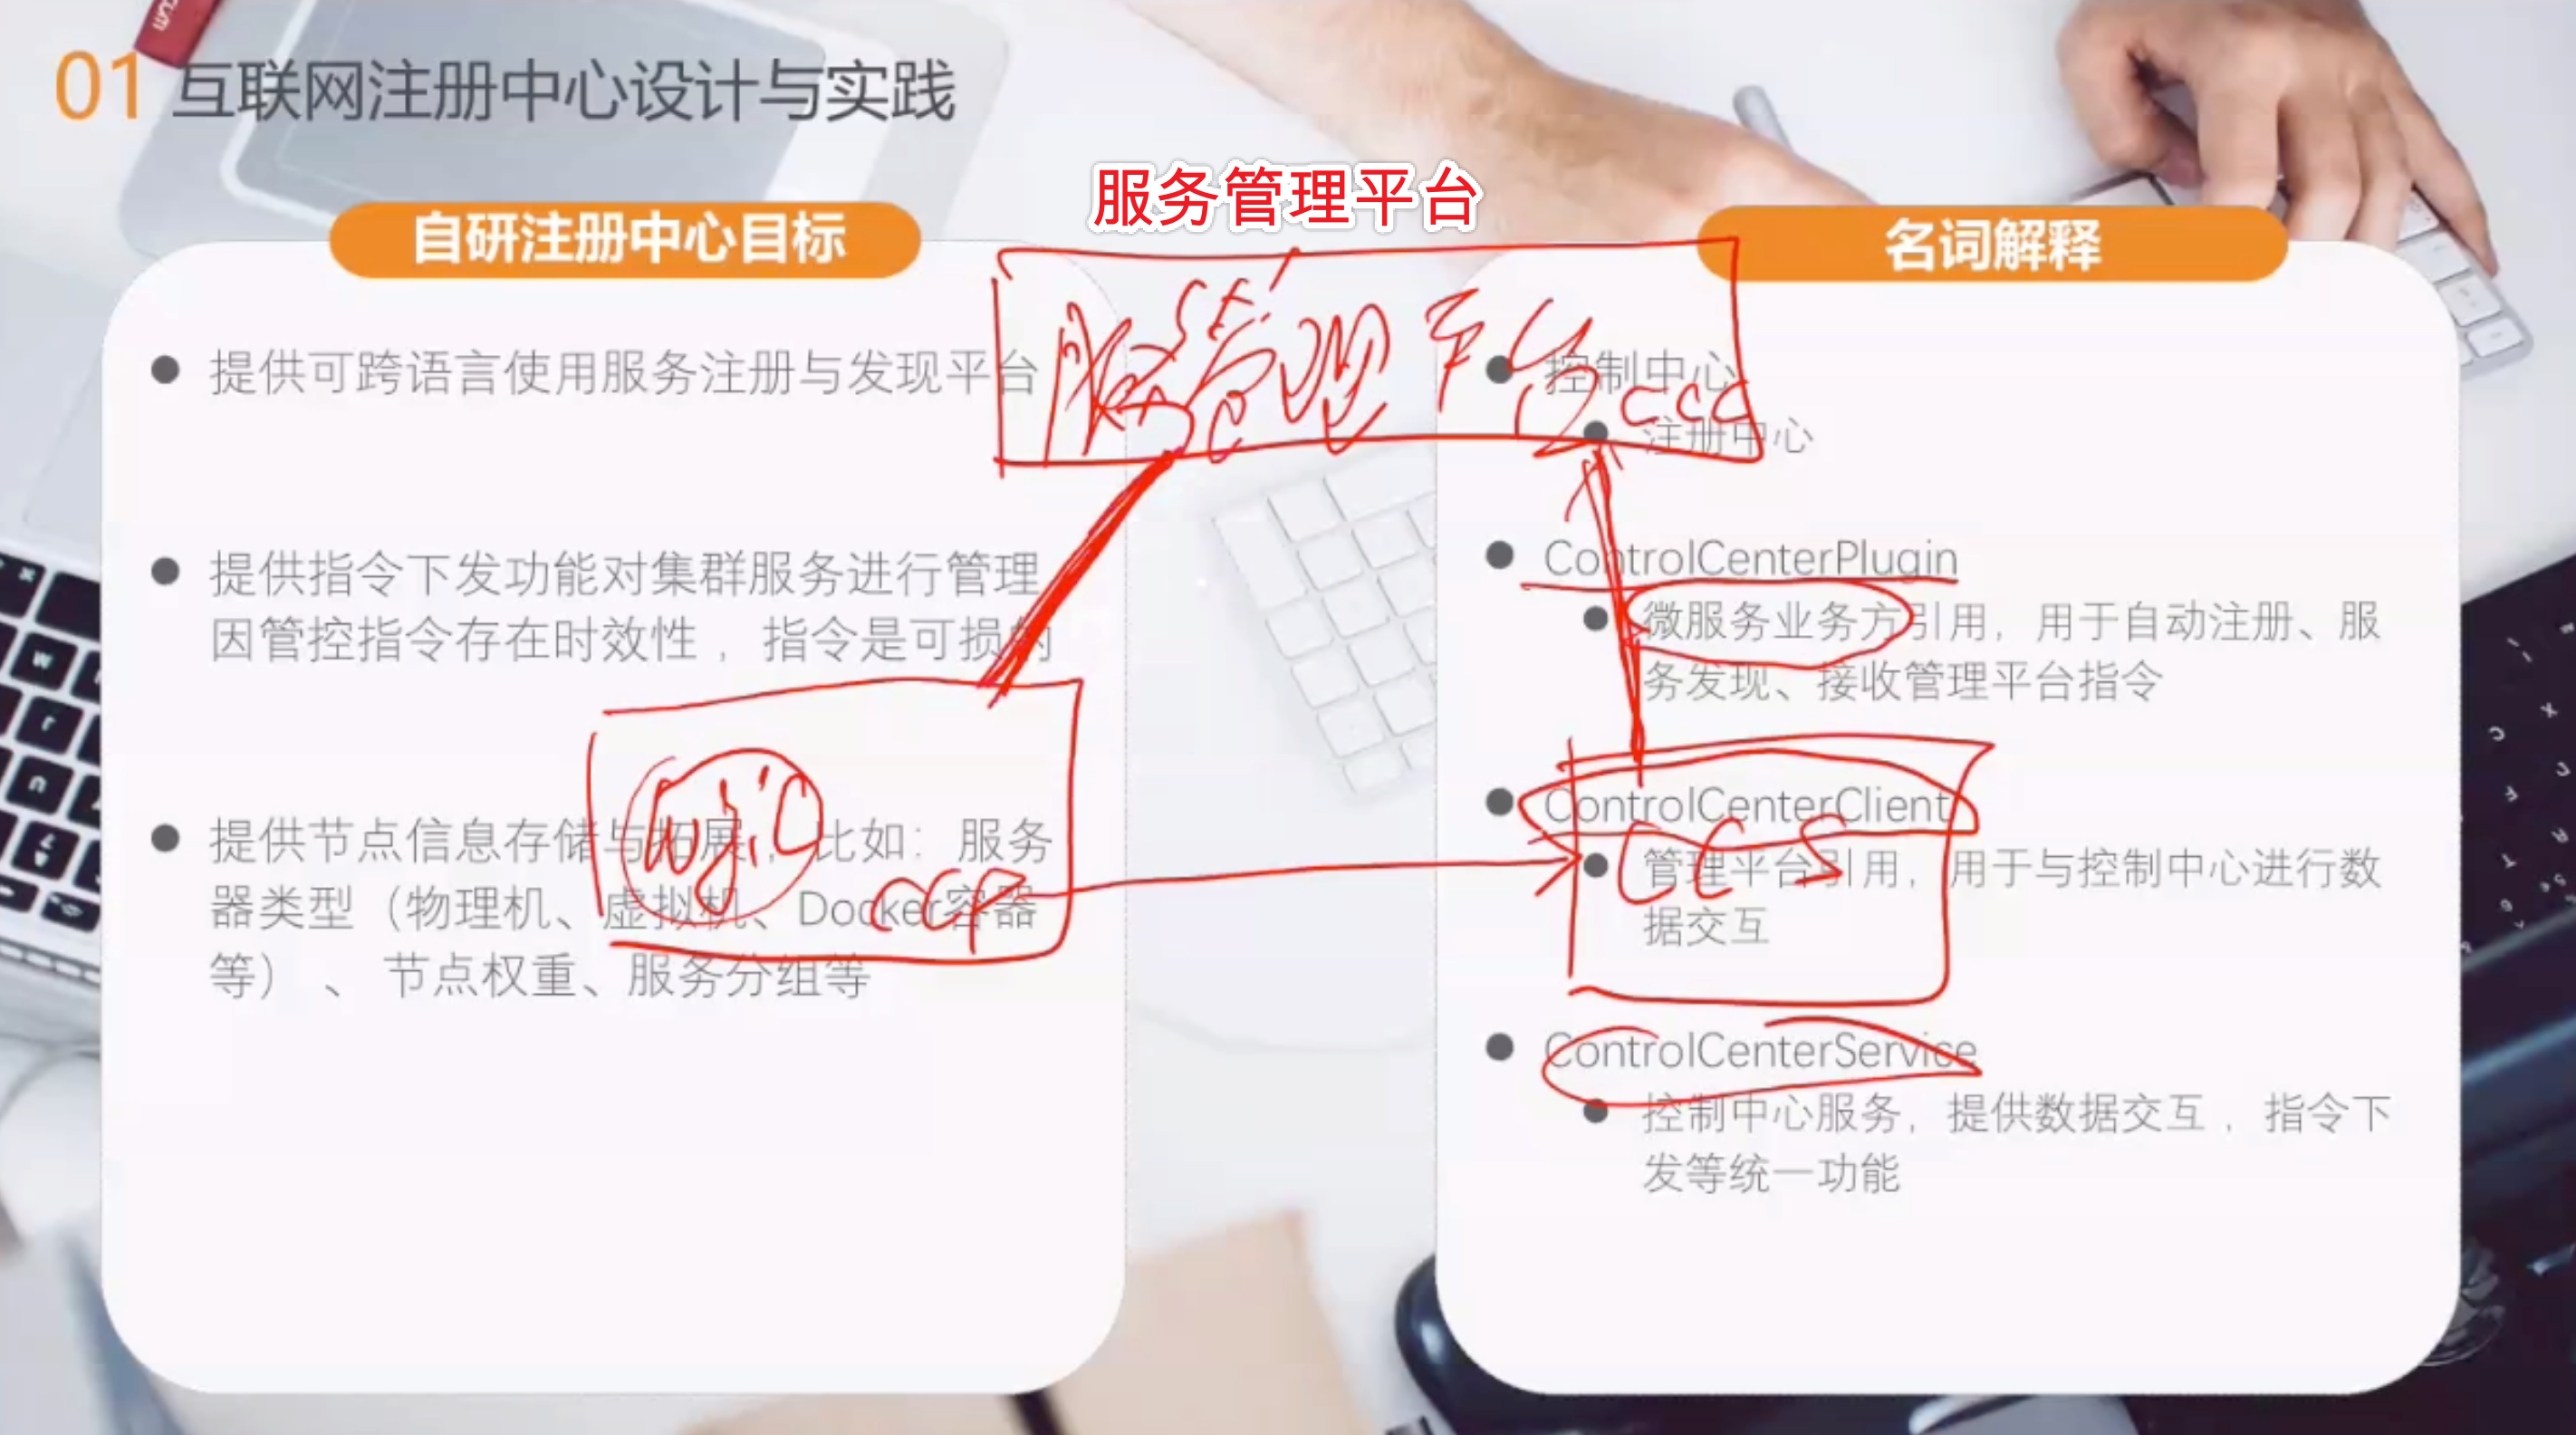 01 互联网注册中心设计与实践
服务管理平台
自研注册中心目标
提供可跨语言使用服务注册与发现平台
提供指令下发功能对集群服务进行管理
因管控指令存在时效性，指令是可损的
提供节点信息存储与拓展，比如：服务
器类型（物理机、虚拟机、Docker容器
等）、节点权重、服务分组等
名词解释
控制中心
注册中心
ControlCenterPlugin
微服务业务方引用，用于自动注册、服
务发现、接收管理平台指令
ControlCenterClient
管理平台引用，用于与控制中心进行数
据交互
ControlCenterService
控制中心服务，提供数据交互，指令下
发等统一功能
服务管理平台
CCC
logic
CCP
CCS